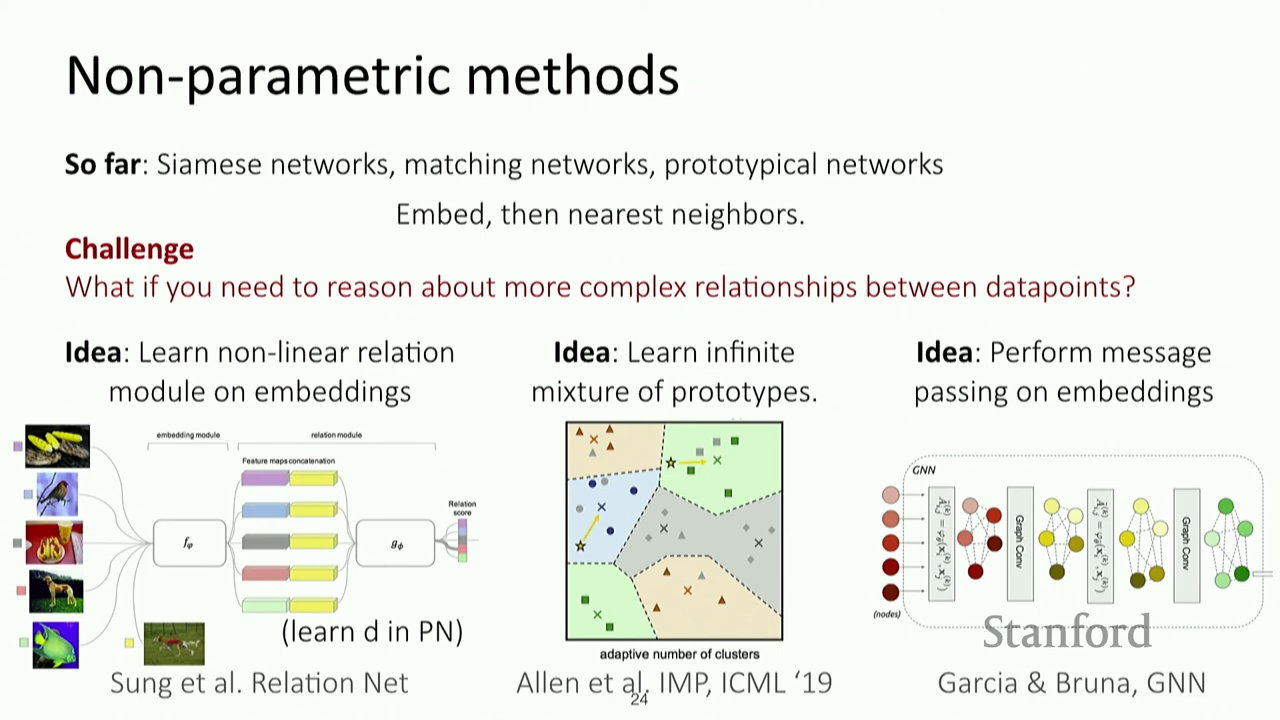 Non-parametric methods
So far: Siamese networks, matching networks, prototypical networks
Embed, then nearest neighbors.
Challenge
What if you need to reason about more complex relationships between datapoints?
Idea: Learn non-linear relation
module on embeddings
embedding module
relation module
Feature maps concatenation
Relation
score
fφ
gϕ
(learn d in PN)
Sung et al. Relation Net
Idea: Learn infinite
mixture of prototypes.
adaptive number of clusters
Allen et al. IMP, ICML ‘19
Idea: Perform message
passing on embeddings
GNN
Graph Conv
Graph Conv
(nodes)
Stanford
Garcia & Bruna, GNN
24